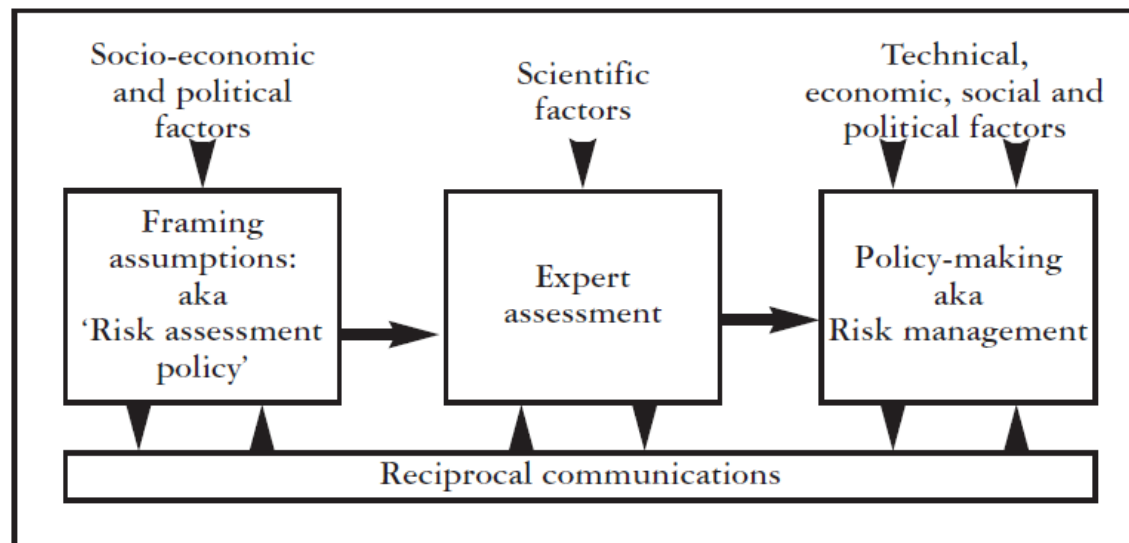 Socio-economic
and political
factors
Scientific
factors
Technical,
economic, social and
political factors
Framing
assumptions:
aka
‘Risk assessment
policy’
Expert
assessment
Policy-making
aka
Risk management
Reciprocal communications